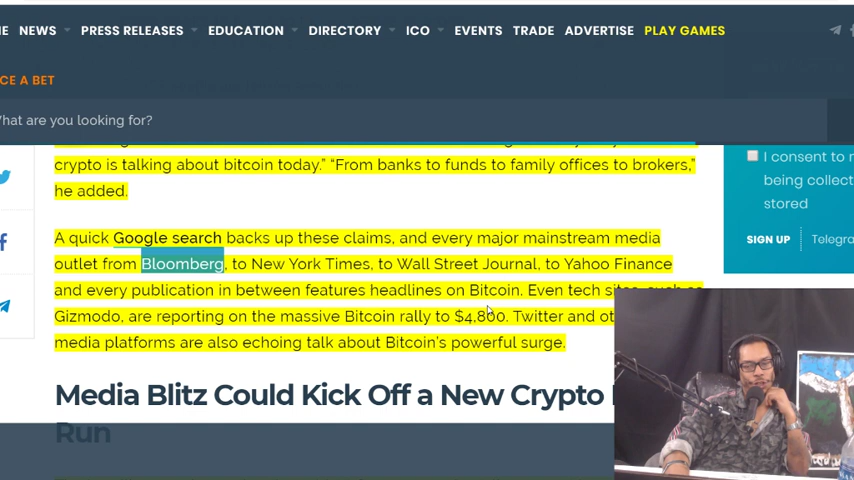 NEWS PRESS RELEASES EDUCATION DIRECTORY ICO EVENTS TRADE ADVERTISE PLAY GAMES
CE A BET
hat are you looking for?
crypto is talking about bitcoin today.” “From banks to funds to family offices to brokers,”
he added.
A quick Google search backs up these claims, and every major mainstream media
outlet from Bloomberg, to New York Times, to Wall Street Journal, to Yahoo Finance
and every publication in between features headlines on Bitcoin. Even tech sites, such as
Gizmodo, are reporting on the massive Bitcoin rally to $4,800. Twitter and ot
media platforms are also echoing talk about Bitcoin’s powerful surge.
Media Blitz Could Kick Off a New Crypto
Run
I consent to
being collec
stored
SIGN UP Telegra